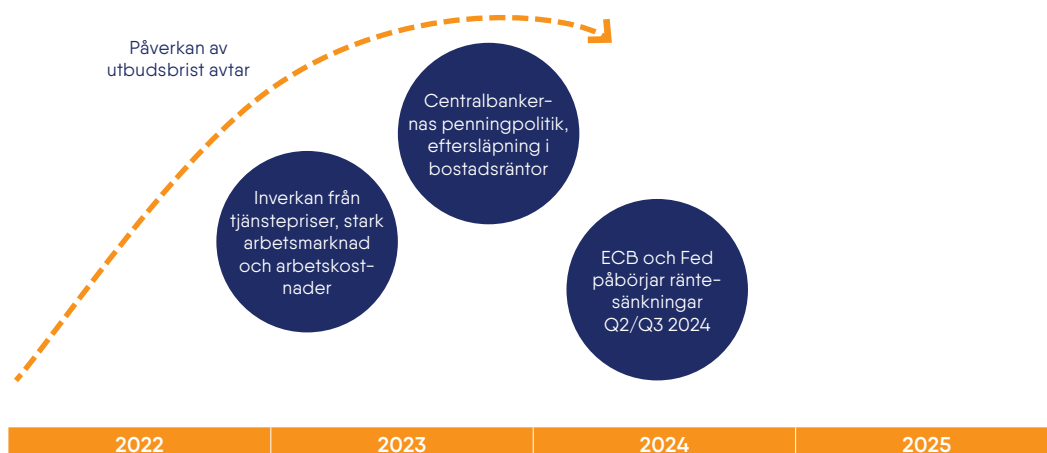 Påverkan av
utbudsbrist avtar
Centralbanker-
nas penningpolitik,
eftersläpning i
bostadsräntor
Inverkan från
tjänstepriser, stark
arbetsmarknad
och arbetskost-
nader
ECB och Fed
påbörjar ränte-
sänkningar
Q2/Q3 2024
2022 2023 2024 2025